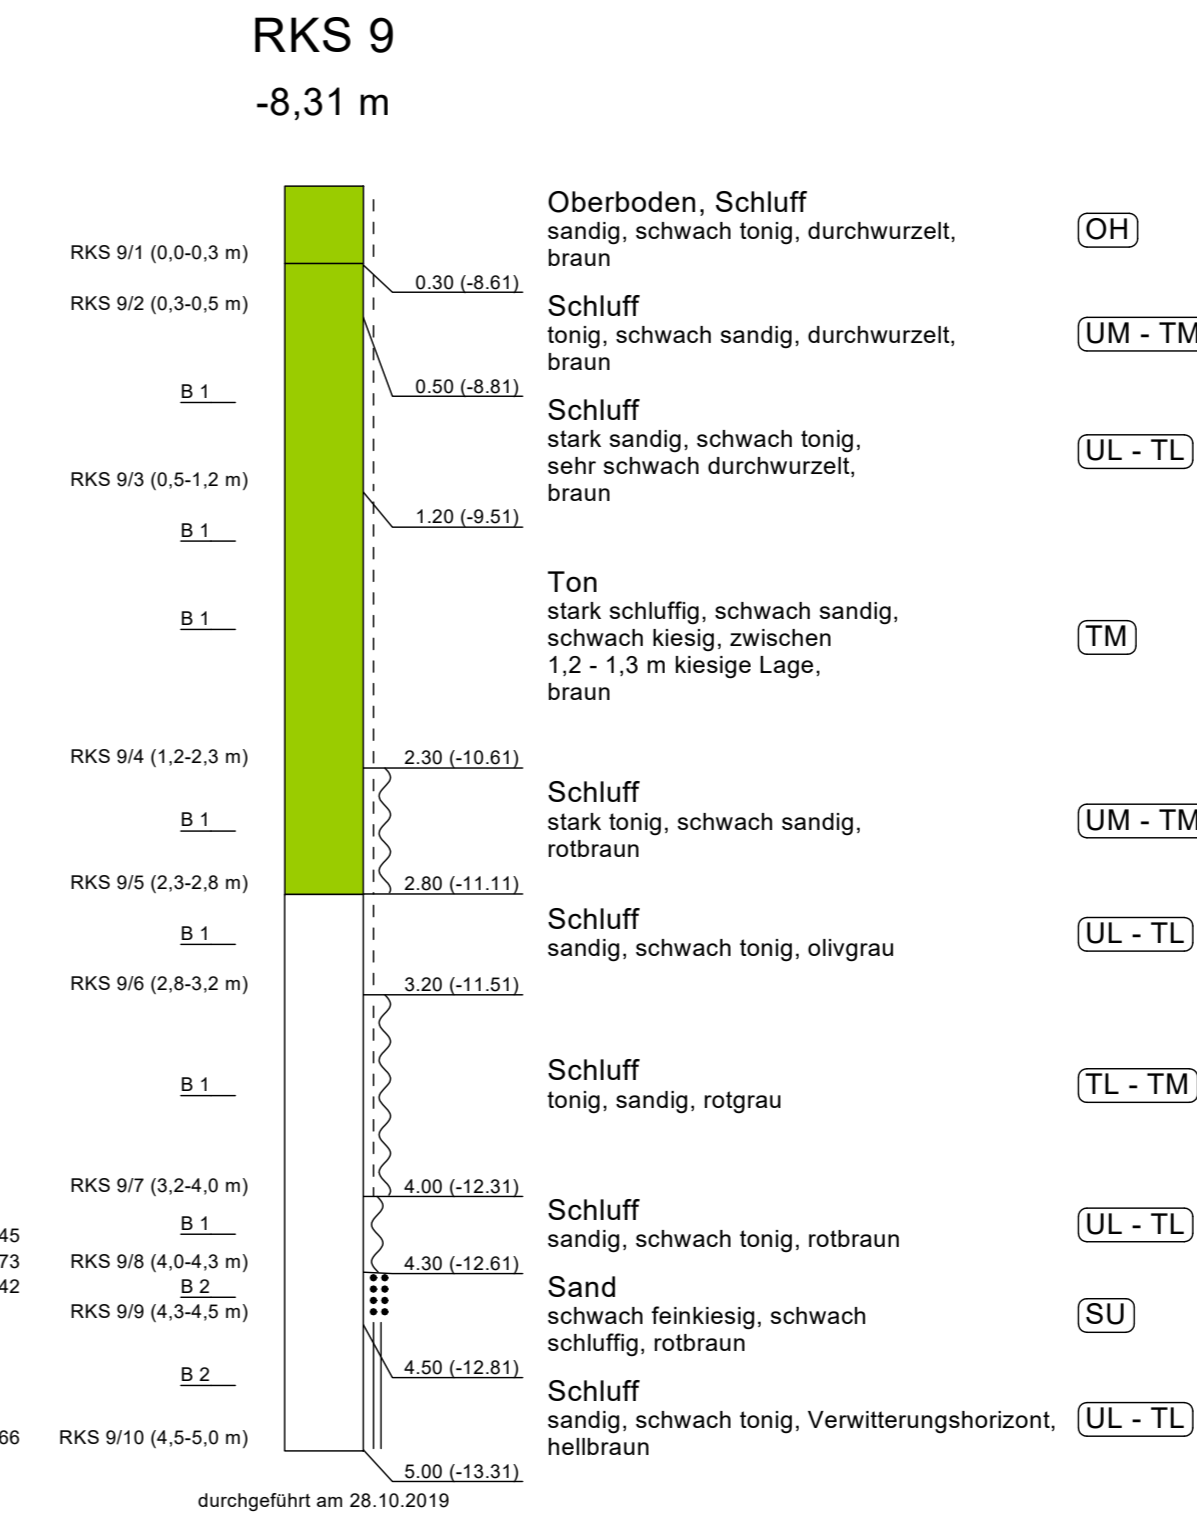 RKS 9
-8,31 m
Oberboden, Schluff
sandig, schwach tonig, durchwurzelt,
braun
OH
RKS 9/1 (0,0-0,3 m)
0.30 (-8.61)
RKS 9/2 (0,3-0,5 m)
Schluff
tonig, schwach sandig, durchwurzelt,
braun
UM - TM
B 1
0.50 (-8.81)
Schluff
stark sandig, schwach tonig,
sehr schwach durchwurzelt,
braun
UL - TL
RKS 9/3 (0,5-1,2 m)
1.20 (-9.51)
B 1
Ton
stark schluffig, schwach sandig,
schwach kiesig, zwischen
1,2 - 1,3 m kiesige Lage,
braun
TM
B 1
RKS 9/4 (1,2-2,3 m)
2.30 (-10.61)
Schluff
stark tonig, schwach sandig,
rotbraun
UM - TM
B 1
RKS 9/5 (2,3-2,8 m)
2.80 (-11.11)
Schluff
sandig, schwach tonig, olivgrau
UL - TL
B 1
RKS 9/6 (2,8-3,2 m)
3.20 (-11.51)
Schluff
tonig, sandig, rotgrau
TL - TM
B 1
RKS 9/7 (3,2-4,0 m)
4.00 (-12.31)
Schluff
sandig, schwach tonig, rotbraun
UL - TL
B 1
45
73
RKS 9/8 (4,0-4,3 m)
4.30 (-12.61)
42
B 2
Sand
schwach feinkiesig, schwach
schluffig, rotbraun
SU
RKS 9/9 (4,3-4,5 m)
4.50 (-12.81)
B 2
Schluff
sandig, schwach tonig, Verwitterungshorizont,
hellbraun
UL - TL
66
RKS 9/10 (4,5-5,0 m)
5.00 (-13.31)
durchgeführt am 28.10.2019